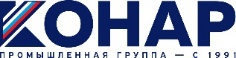 КОНАР
ПРОМЫШЛЕННАЯ ГРУППА — С 1991